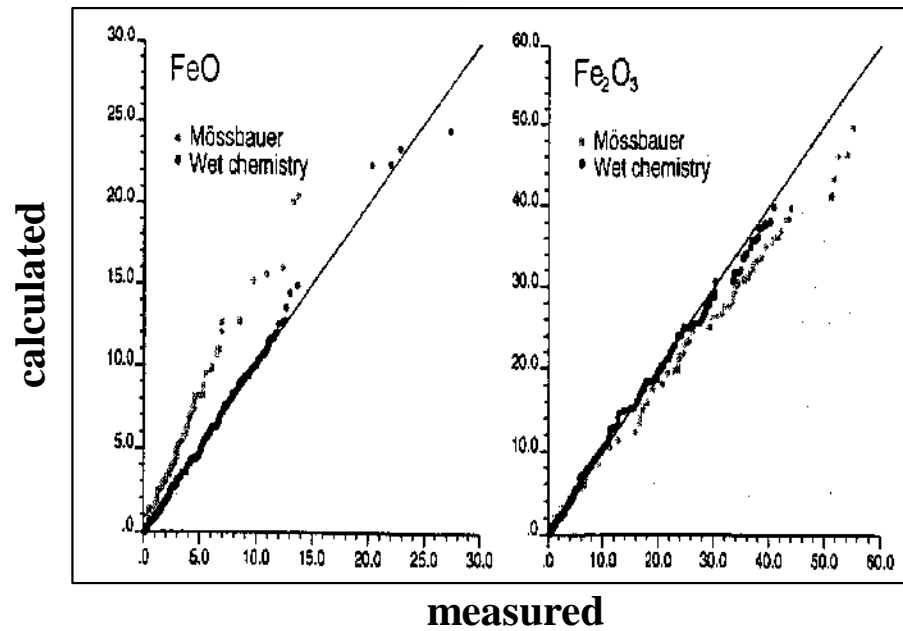 calculated
30.0
25.0
20.0
15.0
10.0
5.0
.0
FeO
Mössbauer
Wet chemistry
.0 5.0 10.0 15.0 20.0 25.0 30.0
60.0
50.0
40.0
30.0
20.0
10.0
.0
Fe₂O₃
Mössbauer
Wet chemistry
.0 10.0 20.0 30.0 40.0 50.0 60.0
measured